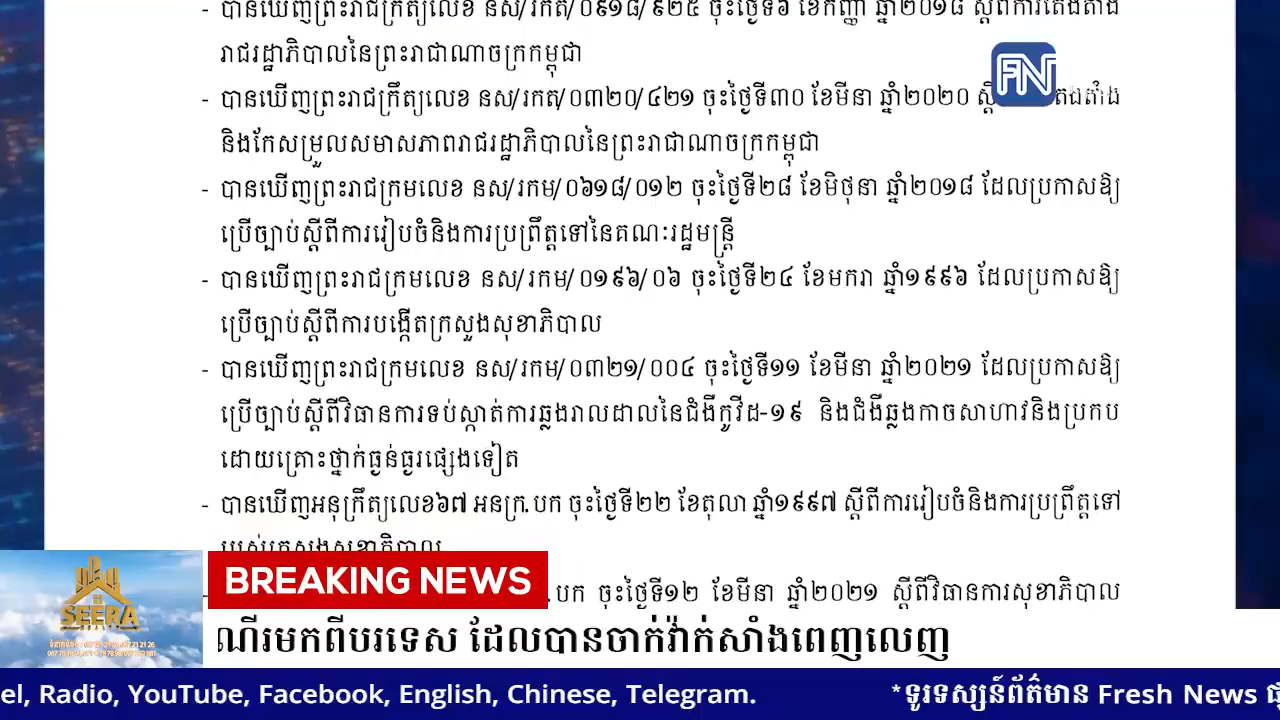 - បានឃើញព្រះរាជក្រឹត្យលេខ នស/រកត/០៩១៨/៩២៥ ចុះថ្ងៃទី៦ ខែកញ្ញា ឆ្នាំ២០១៨ ស្តីពីការតែងតាំង
រាជរដ្ឋាភិបាលនៃព្រះរាជាណាចក្រកម្ពុជា
- បានឃើញព្រះរាជក្រឹត្យលេខ នស/រកត/០៣២០/៤២១ ចុះថ្ងៃទី៣០ ខែមីនា ឆ្នាំ២០២០
និងកែសម្រួលសមាសភាពរាជរដ្ឋាភិបាលនៃព្រះរាជាណាចក្រកម្ពុជា
- បានឃើញព្រះរាជក្រមលេខ នស/រកម/០៦១៨/០១២ ចុះថ្ងៃទី២៨ ខែមិថុនា ឆ្នាំ២០១៨ ដែលប្រកាសឱ្យ
ប្រើច្បាប់ស្តីពីការរៀបចំនិងការប្រព្រឹត្តទៅនៃគណៈរដ្ឋមន្ត្រី
- បានឃើញព្រះរាជក្រមលេខ នស/រកម/០១៩៦/០៦ ចុះថ្ងៃទី២៤ ខែមករា ឆ្នាំ១៩៩៦ ដែលប្រកាសឱ្យ
ប្រើច្បាប់ស្តីពីការបង្កើតក្រសួងសុខាភិបាល
- បានឃើញព្រះរាជក្រមលេខ នស/រកម/០៣២១/០០៤ ចុះថ្ងៃទី១១ ខែមីនា ឆ្នាំ២០២១ ដែលប្រកាសឱ្យ
ប្រើច្បាប់ស្តីពីវិធានការទប់ស្កាត់ការឆ្លងរាលដាលនៃជំងឺកូវីដ-១៩ និងជំងឺឆ្លងកាចសាហាវនិងប្រកប
ដោយគ្រោះថ្នាក់ធ្ងន់ធ្ងរផ្សេងទៀត
- បានឃើញអនុក្រឹត្យលេខ៦៧ អនក្រ.បក ចុះថ្ងៃទី២២ ខែតុលា ឆ្នាំ១៩៩៧ ស្តីពីការរៀបចំនិងការប្រព្រឹត្តទៅ
របស់ក្រសួងសុខាភិបាល
.បក ចុះថ្ងៃទី១២ ខែមីនា ឆ្នាំ២០២១ ស្តីពីវិធានការសុខាភិបាល
FN
SEERA
BREAKING NEWS
ណីរមកពីបរទេស ដែលបានចាក់វ៉ាក់សាំងពេញលេញ
el, Radio, YouTube, Facebook, English, Chinese, Telegram. *ទូរទស្សន៍ព័ត៌មាន Fresh News